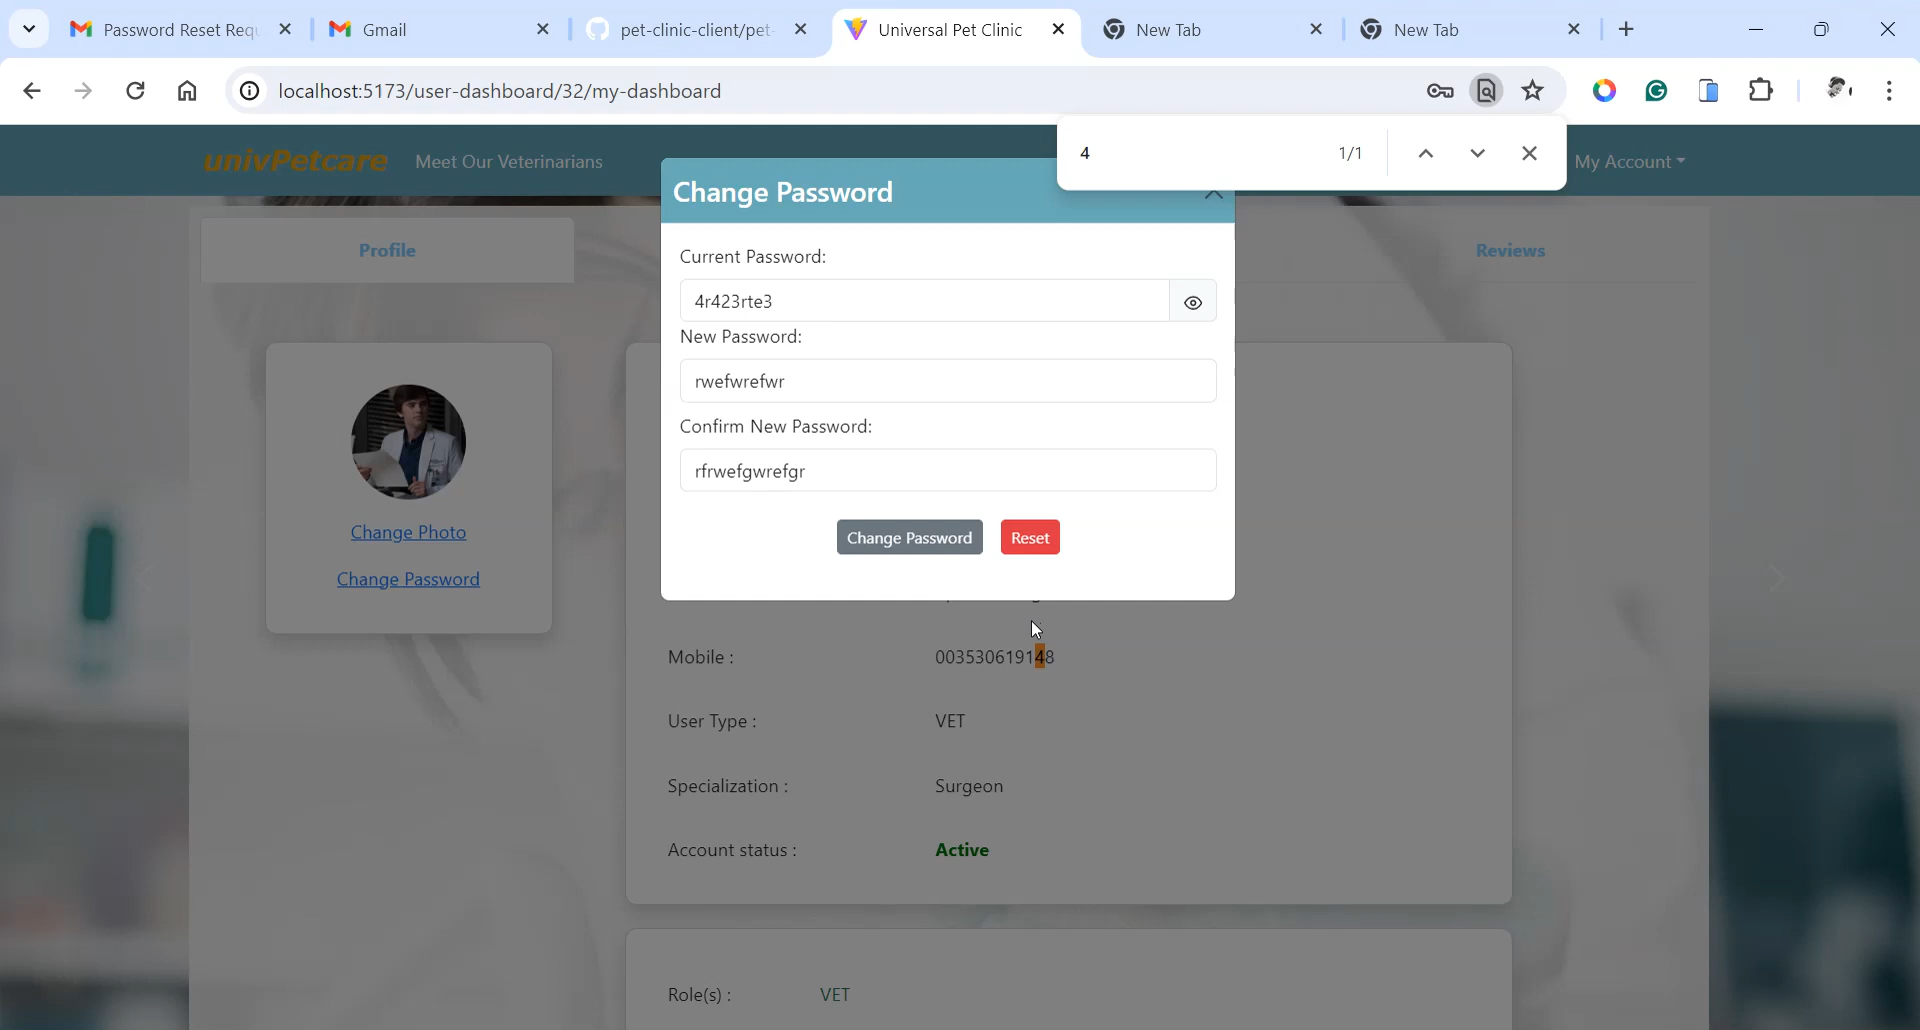 Password Reset Requ
Gmail
pet-clinic-client/pet-
Universal Pet Clinic
New Tab
New Tab
localhost:5173/user-dashboard/32/my-dashboard
4
1/1
univPetcare
Meet Our Veterinarians
My Account
Change Password
Profile
Reviews
Current Password:
4r423rte3
New Password:
rwefwrefwr
Confirm New Password:
rfrwefgwrefgr
Change Password
Reset
Change Photo
Change Password
Mobile :
003530619148
User Type :
VET
Specialization :
Surgeon
Account status :
Active
Role(s) :
VET